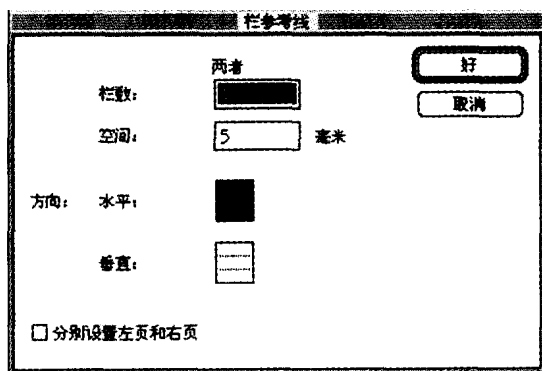 栏参考线
两者
好
栏数：
取消
空间： 5 毫米
方向： 水平：
垂直：
分别设置左页和右页